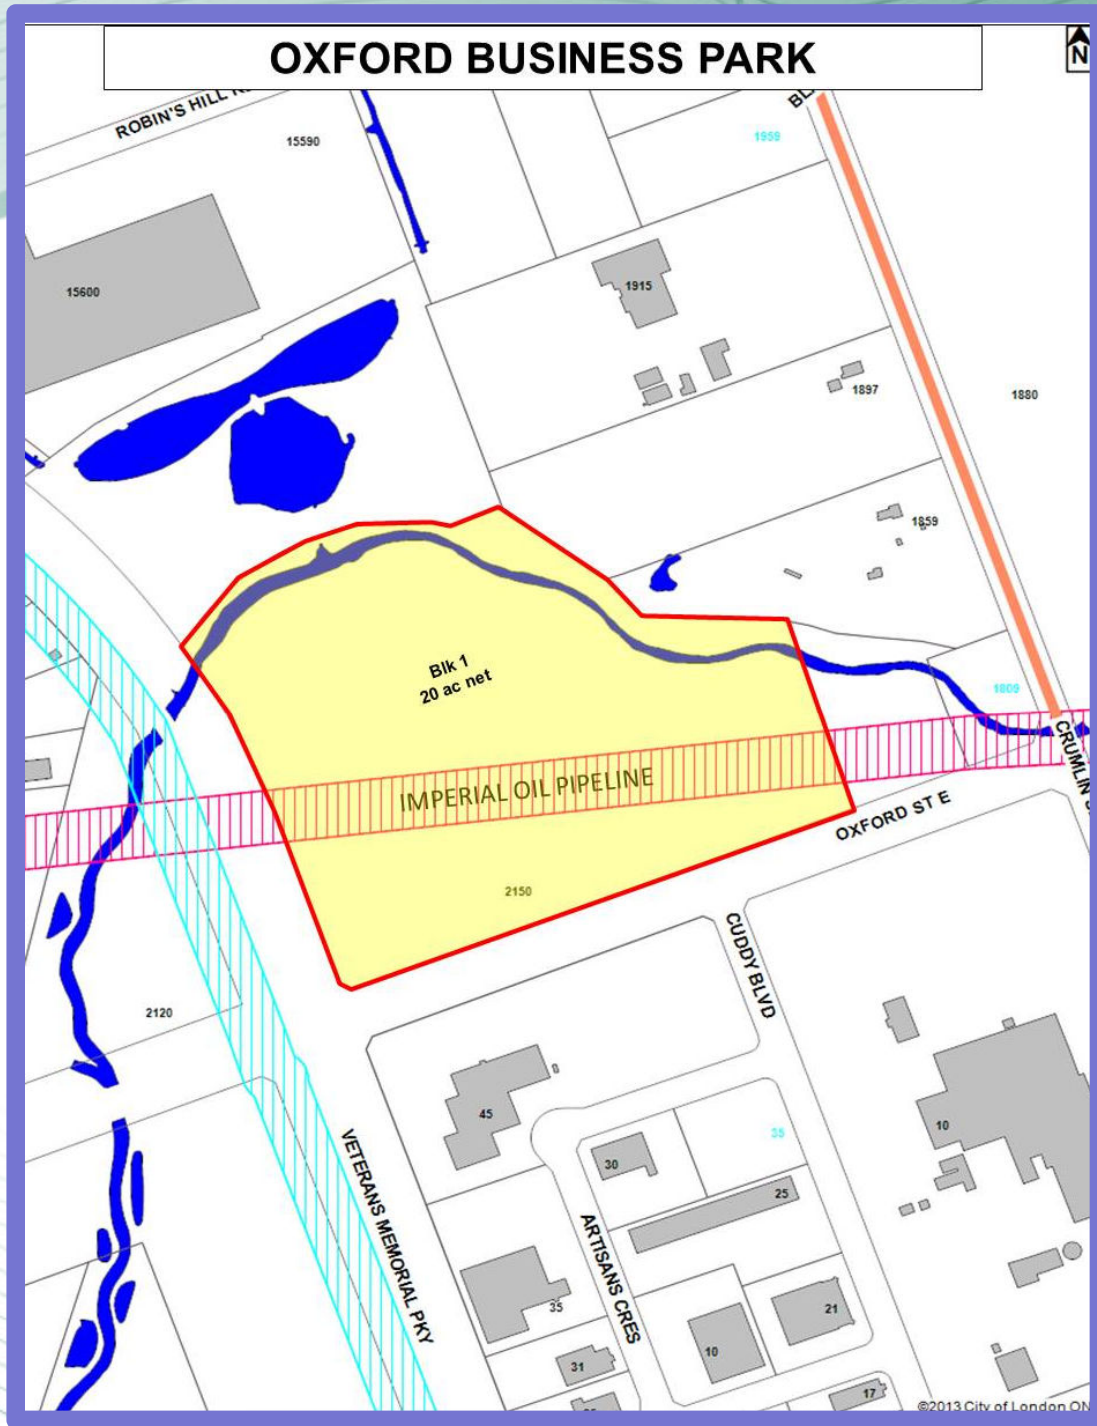 OXFORD BUSINESS PARK
N
ROBIN'S HILL
15590
1959
15600
1915
1897
1880
1859
Blk 1
20 ac net
1809
IMPERIAL OIL PIPELINE
CRUMLIN
OXFORD ST E
2150
CUDDY BLVD
2120
45
10
30
35
25
VETERANS MEMORIAL PKY
ARTISANS CRES
35
21
10
31
17
©2013 City of London ON